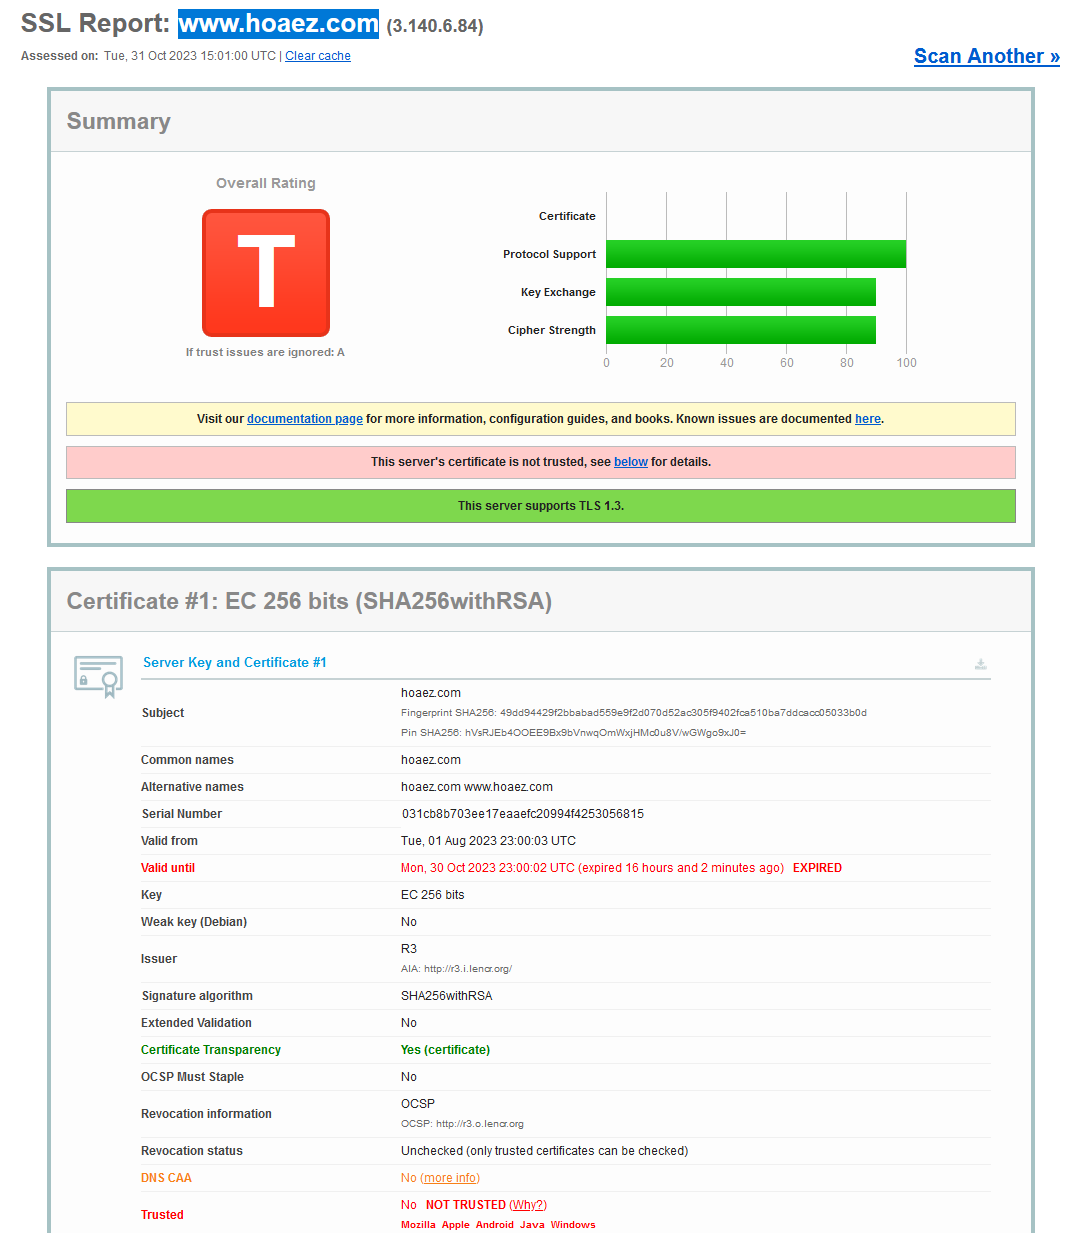 SSL Report: www.hoaez.com (3.140.6.84)
Assessed on: Tue, 31 Oct 2023 15:01:00 UTC | Clear cache
Scan Another »
Summary
Overall Rating
T
If trust issues are ignored: A
Certificate
Protocol Support
Key Exchange
Cipher Strength
0 20 40 60 80 100
Visit our documentation page for more information, configuration guides, and books. Known issues are documented here.
This server's certificate is not trusted, see below for details.
This server supports TLS 1.3.
Certificate #1: EC 256 bits (SHA256withRSA)
Server Key and Certificate #1
Subject
hoaez.com
Fingerprint SHA256: 49dd94429f2bbabad559e9f2d070d52ac305f9402fca510ba7ddcacc05033b0d
Pin SHA256: hVsRJEb4OOEE9Bx9bVnwqOmWxjHMc0u8V/wGWgo9xJ0=
Common names hoaez.com
Alternative names hoaez.com www.hoaez.com
Serial Number 031cb8b703ee17eaaefc20994f4253056815
Valid from Tue, 01 Aug 2023 23:00:03 UTC
Valid until Mon, 30 Oct 2023 23:00:02 UTC (expired 16 hours and 2 minutes ago) EXPIRED
Key EC 256 bits
Weak key (Debian) No
Issuer R3
AIA: http://r3.i.lencr.org/
Signature algorithm SHA256withRSA
Extended Validation No
Certificate Transparency Yes (certificate)
OCSP Must Staple No
Revocation information OCSP
OCSP: http://r3.o.lencr.org
Revocation status Unchecked (only trusted certificates can be checked)
DNS CAA No (more info)
Trusted No NOT TRUSTED (Why?)
Mozilla Apple Android Java Windows